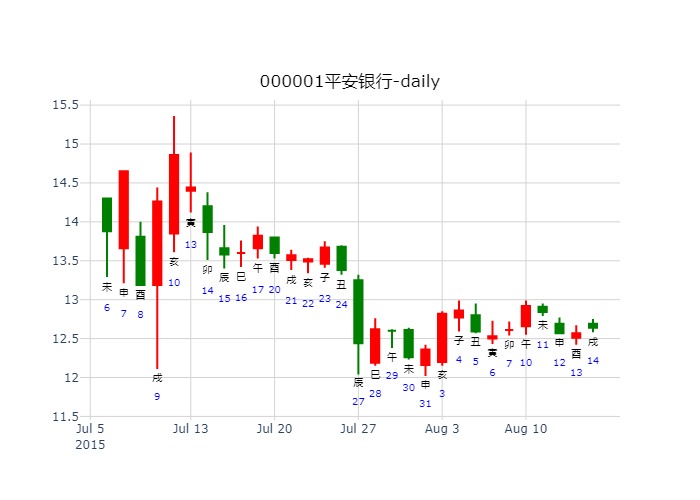 000001平安银行-daily
15.5
15
14.5
14
13.5
13
12.5
12
11.5
未
6
申
7
酉
8
戌
9
亥
10
寅
13
卯
14
辰
15
巳
16
午
17
酉
20
戌
21
亥
22
子
23
丑
24
辰
27
巳
28
午
29
未
30
申
31
亥
3
子
4
丑
5
寅
6
卯
7
午
10
未
11
申
12
酉
13
戌
14
Jul 5
2015
Jul 13
Jul 20
Jul 27
Aug 3
Aug 10